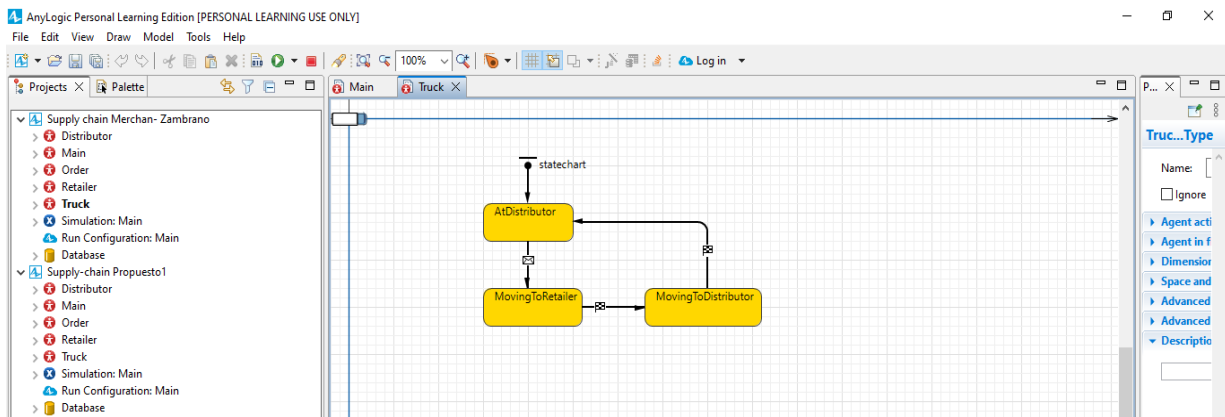 AnyLogic Personal Learning Edition [PERSONAL LEARNING USE ONLY]
File Edit View Draw Model Tools Help
100% Log in
Projects Palette Main Truck P...
Supply chain Merchan- Zambrano
Distributor
Main
Order
Retailer
Truck
Simulation: Main
Run Configuration: Main
Database
Supply-chain Propuesto1
Distributor
Main
Order
Retailer
Truck
Simulation: Main
Run Configuration: Main
Database
statechart
AtDistributor
MovingToRetailer MovingToDistributor
Truc...Type
Name:
Ignore
Agent acti
Agent in f
Dimension
Space and
Advanced
Advanced
Descriptio